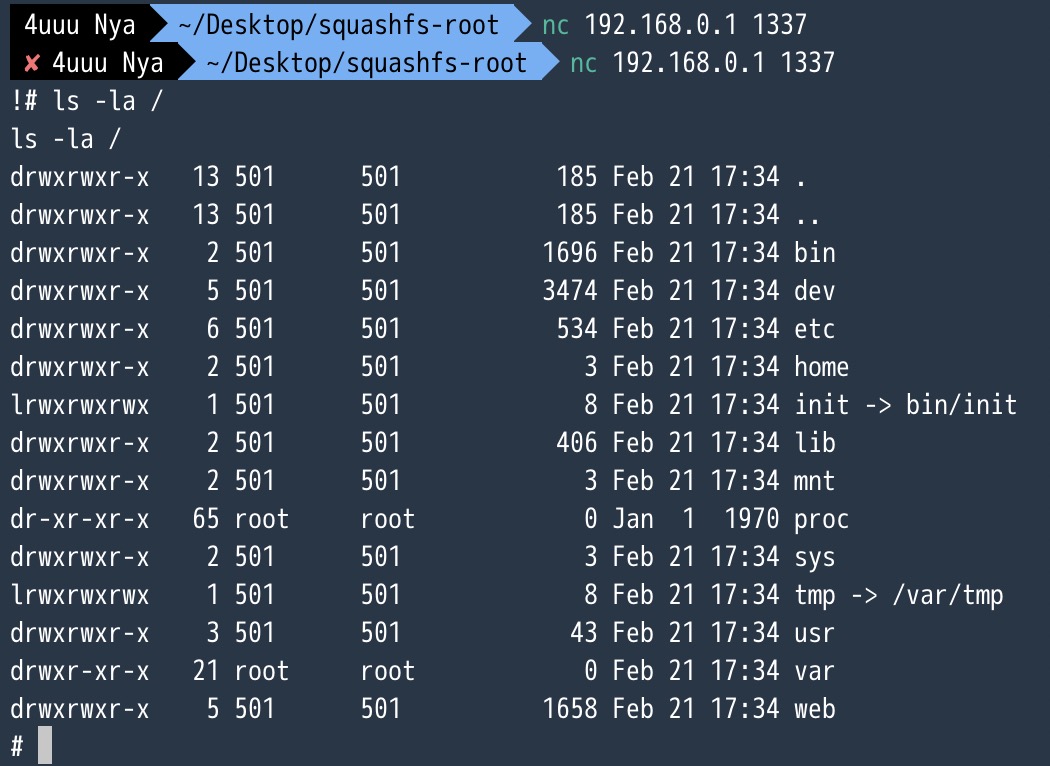 4uuu Nya ~/Desktop/squashfs-root nc 192.168.0.1 1337
✘ 4uuu Nya ~/Desktop/squashfs-root nc 192.168.0.1 1337
!# ls -la /
ls -la /
drwxrwxr-x   13 501      501           185 Feb 21 17:34 .
drwxrwxr-x   13 501      501           185 Feb 21 17:34 ..
drwxrwxr-x    2 501      501          1696 Feb 21 17:34 bin
drwxrwxr-x    5 501      501          3474 Feb 21 17:34 dev
drwxrwxr-x    6 501      501           534 Feb 21 17:34 etc
drwxrwxr-x    2 501      501             3 Feb 21 17:34 home
lrwxrwxrwx    1 501      501             8 Feb 21 17:34 init -> bin/init
drwxrwxr-x    2 501      501           406 Feb 21 17:34 lib
drwxrwxr-x    2 501      501             3 Feb 21 17:34 mnt
dr-xr-xr-x   65 root     root            0 Jan  1  1970 proc
drwxrwxr-x    2 501      501             3 Feb 21 17:34 sys
lrwxrwxrwx    1 501      501             8 Feb 21 17:34 tmp -> /var/tmp
drwxrwxr-x    3 501      501            43 Feb 21 17:34 usr
drwxr-xr-x   21 root     root            0 Feb 21 17:34 var
drwxrwxr-x    5 501      501          1658 Feb 21 17:34 web
#